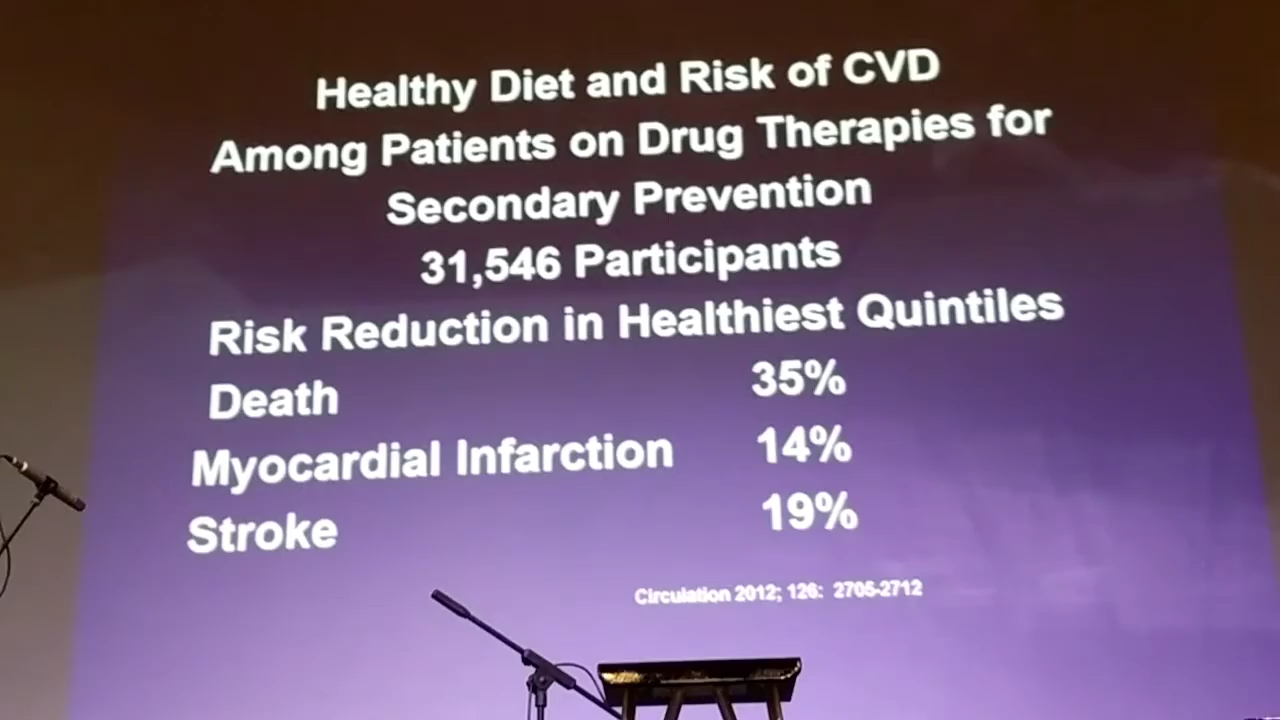 Healthy Diet and Risk of CVD
Among Patients on Drug Therapies for
Secondary Prevention
31,546 Participants
Risk Reduction in Healthiest Quintiles
Death 35%
Myocardial Infarction 14%
Stroke 19%
Circulation 2012; 126: 2705-2712